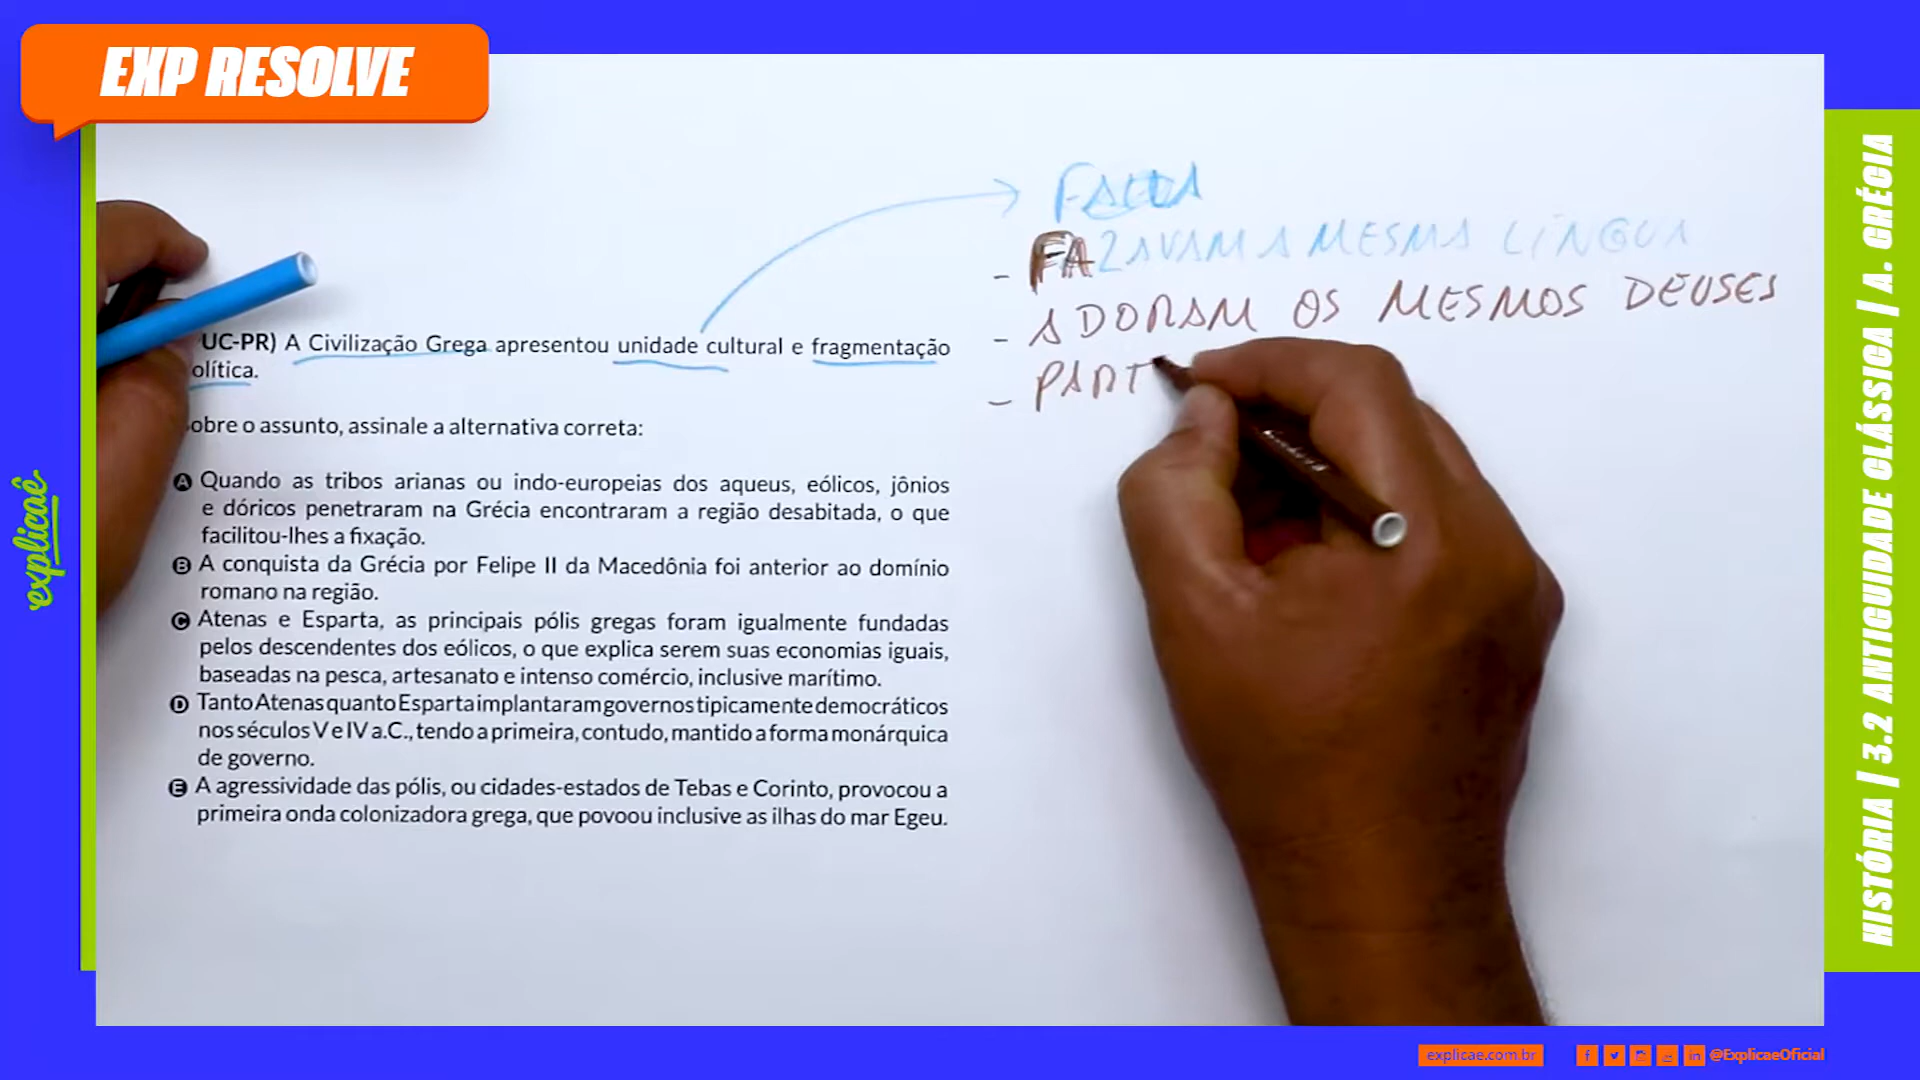 EXP RESOLVE
UC-PR) A Civilização Grega apresentou unidade cultural e fragmentação
olítica.
obre o assunto, assinale a alternativa correta:
A Quando as tribos arianas ou indo-europeias dos aqueus, eólicos, jônios
e dóricos penetraram na Grécia encontraram a região desabitada, o que
facilitou-lhes a fixação.
B A conquista da Grécia por Felipe II da Macedônia foi anterior ao domínio
romano na região.
C Atenas e Esparta, as principais pólis gregas foram igualmente fundadas
pelos descendentes dos eólicos, o que explica serem suas economias iguais,
baseadas na pesca, artesanato e intenso comércio, inclusive marítimo.
D Tanto Atenas quanto Esparta implantaram governos tipicamente democráticos
nos séculos V e IV a.C., tendo a primeira, contudo, mantido a forma monárquica
de governo.
E A agressividade das pólis, ou cidades-estados de Tebas e Corinto, provocou a
primeira onda colonizadora grega, que povoou inclusive as ilhas do mar Egeu.
- A MESMA LÍNGUA
- ADORAM OS MESMOS DEUSES
- PART
explicaê
HISTÓRIA | 3.2 ANTIGUIDADE CLÁSSICA | A. GRÉCIA
explicae.com.br
@ExplicaeOficial